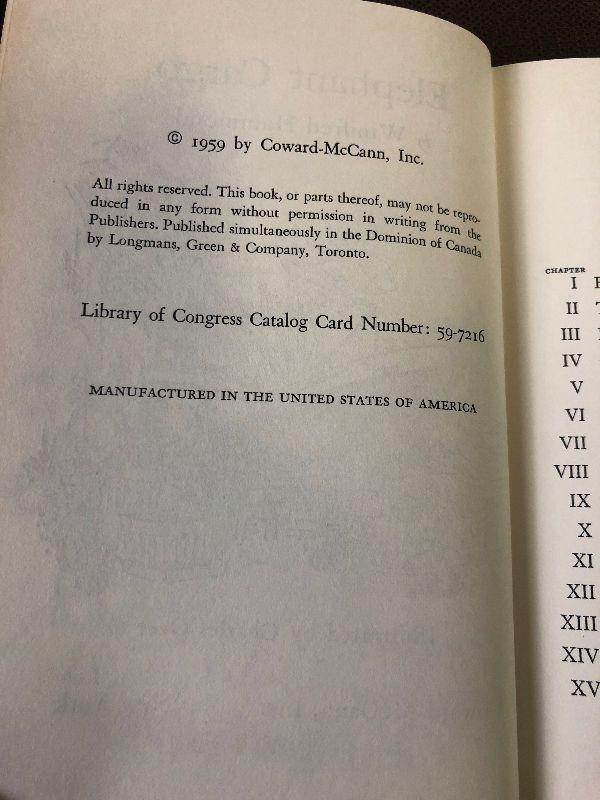 © 1959 by Coward-McCann, Inc.
All rights reserved. This book, or parts thereof, may not be repro-
duced in any form without permission in writing from the
Publishers. Published simultaneously in the Dominion of Canada
by Longmans, Green & Company, Toronto.
Library of Congress Catalog Card Number: 59-7216
MANUFACTURED IN THE UNITED STATES OF AMERICA
Elephant Cargo
CHAPTER
I
II
III
IV
V
VI
VII
VIII
IX
X
XI
XII
XIII
XIV
XV